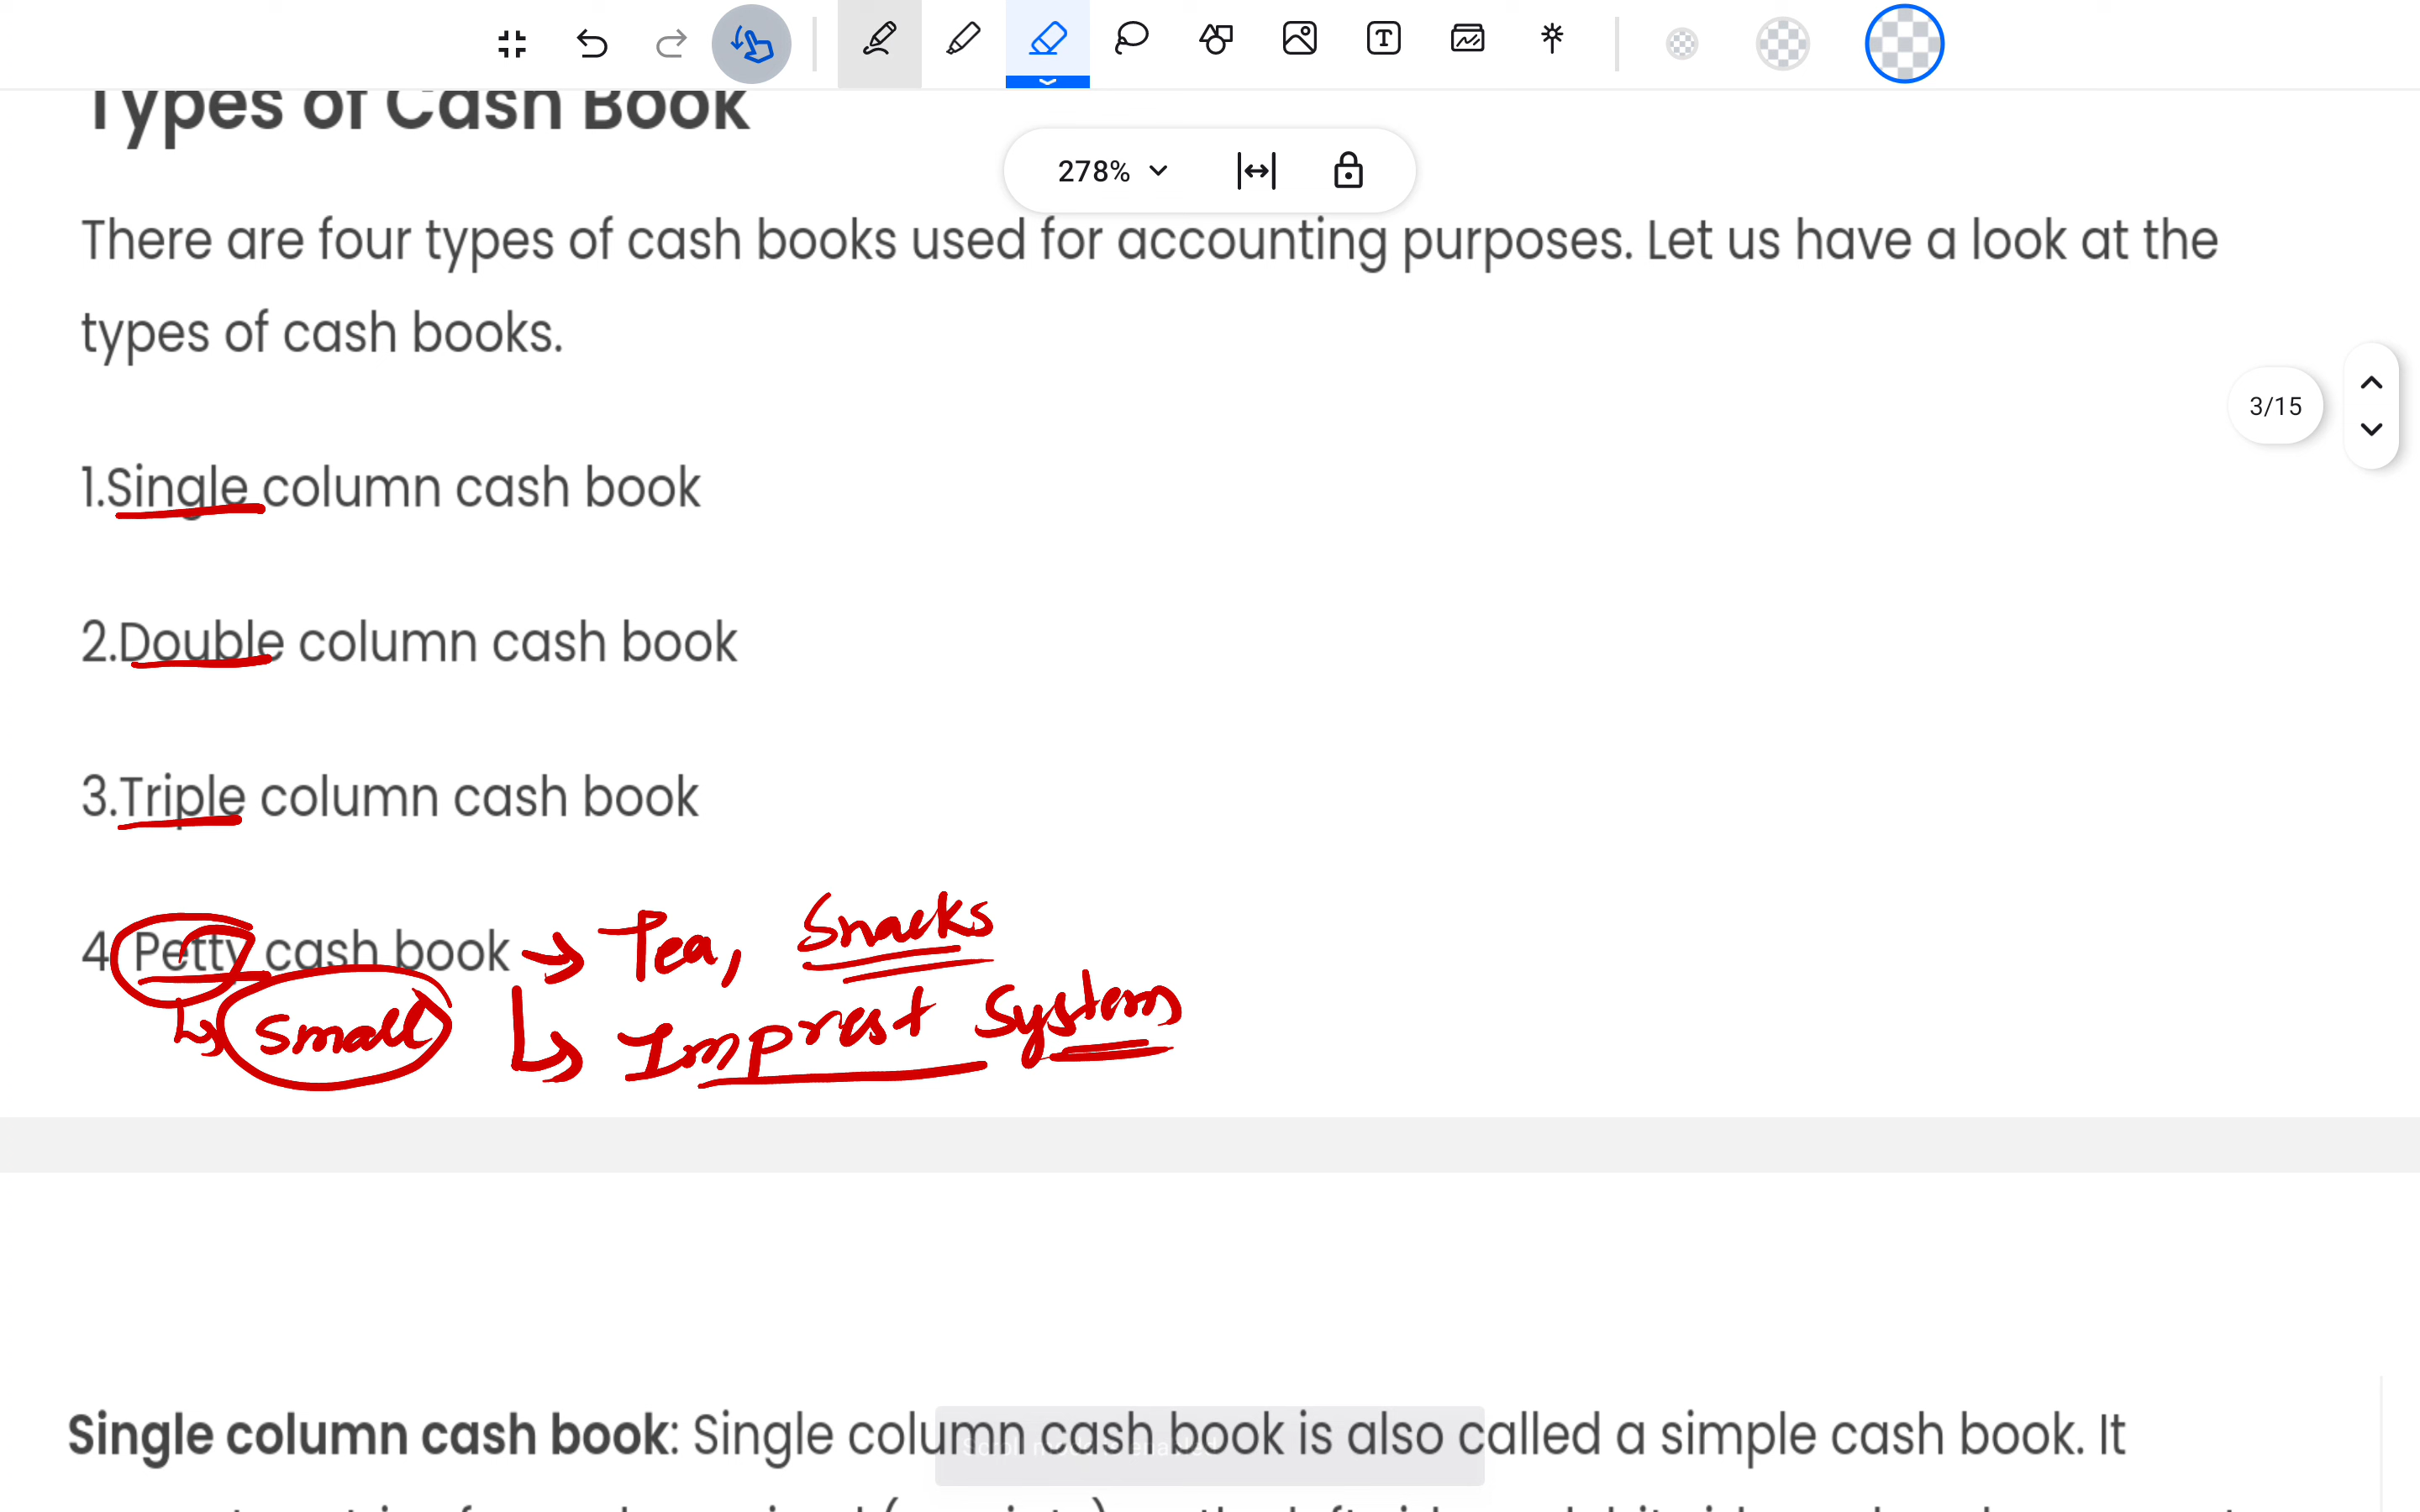 Types of Cash Book
278%
There are four types of cash books used for accounting purposes. Let us have a look at the
types of cash books.
3/15
1.Single column cash book
2.Double column cash book
3.Triple column cash book
4. Petty cash book → Tea, Snacks
↳ Small ↳ Imprest System
Single column cash book: Single column cash book is also called a simple cash book. It